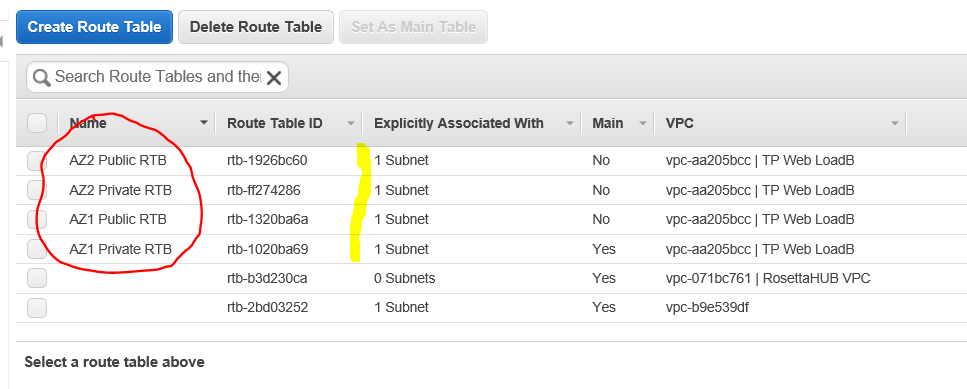 Create Route Table Delete Route Table Set As Main Table
Search Route Tables and thei
Name Route Table ID Explicitly Associated With Main VPC
AZ2 Public RTB rtb-1926bc60 1 Subnet No vpc-aa205bcc | TP Web LoadB
AZ2 Private RTB rtb-ff274286 1 Subnet No vpc-aa205bcc | TP Web LoadB
AZ1 Public RTB rtb-1320ba6a 1 Subnet No vpc-aa205bcc | TP Web LoadB
AZ1 Private RTB rtb-1020ba69 1 Subnet Yes vpc-aa205bcc | TP Web LoadB
rtb-b3d230ca 0 Subnets Yes vpc-071bc761 | RosettaHUB VPC
rtb-2bd03252 1 Subnet Yes vpc-b9e539df
Select a route table above